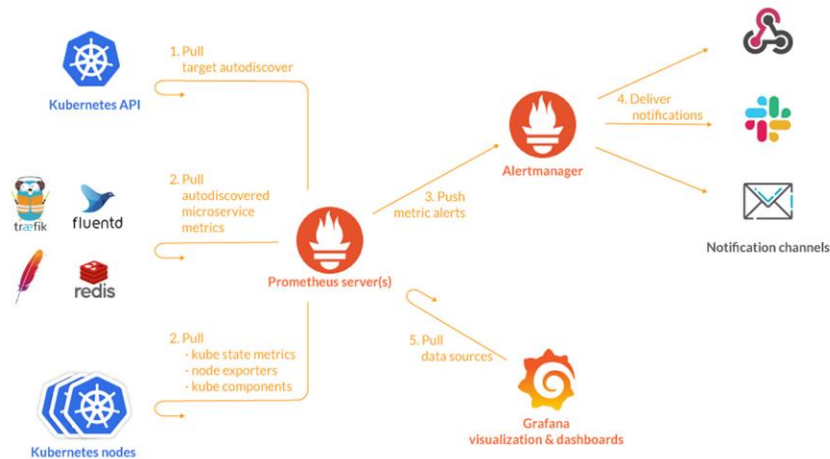 1. Pull
target autodiscover
Kubernetes API
2. Pull
autodiscovered
microservice
metrics
træfik
fluentd
redis
Prometheus server(s)
3. Push
metric alerts
Alertmanager
4. Deliver
notifications
Notification channels
2. Pull
- kube state metrics
- node exporters
- kube components
Kubernetes nodes
5. Pull
data sources
Grafana
visualization & dashboards